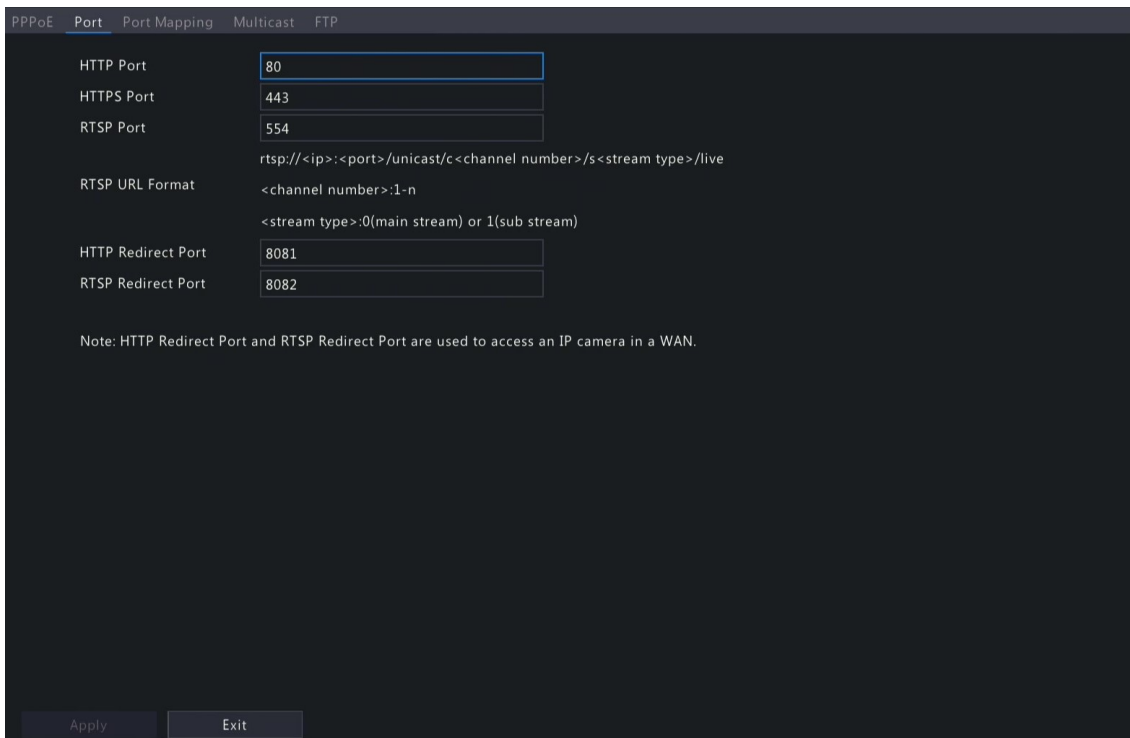 PPPoE Port Port Mapping Multicast FTP
HTTP Port 80
HTTPS Port 443
RTSP Port 554
rtsp://<ip>:<port>/unicast/c<channel number>/s<stream type>/live
RTSP URL Format <channel number>:1-n
<stream type>:0(main stream) or 1(sub stream)
HTTP Redirect Port 8081
RTSP Redirect Port 8082
Note: HTTP Redirect Port and RTSP Redirect Port are used to access an IP camera in a WAN.
Apply Exit